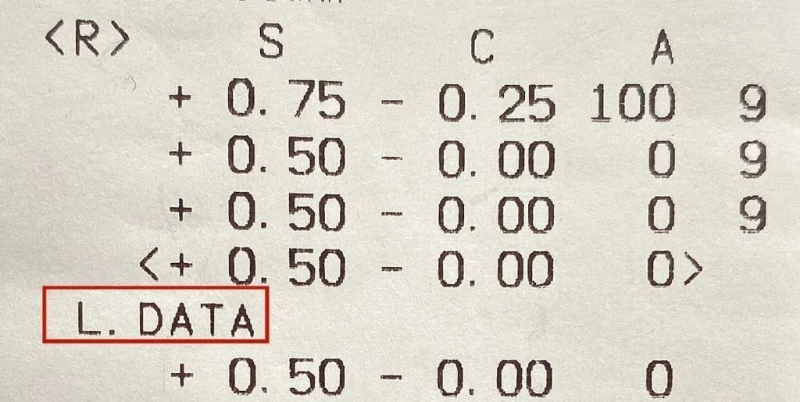 <R> S C A
+ 0.75 - 0.25 100 9
+ 0.50 - 0.00 0 9
+ 0.50 - 0.00 0 9
<+ 0.50 - 0.00 0>
L. DATA
+ 0.50 - 0.00 0